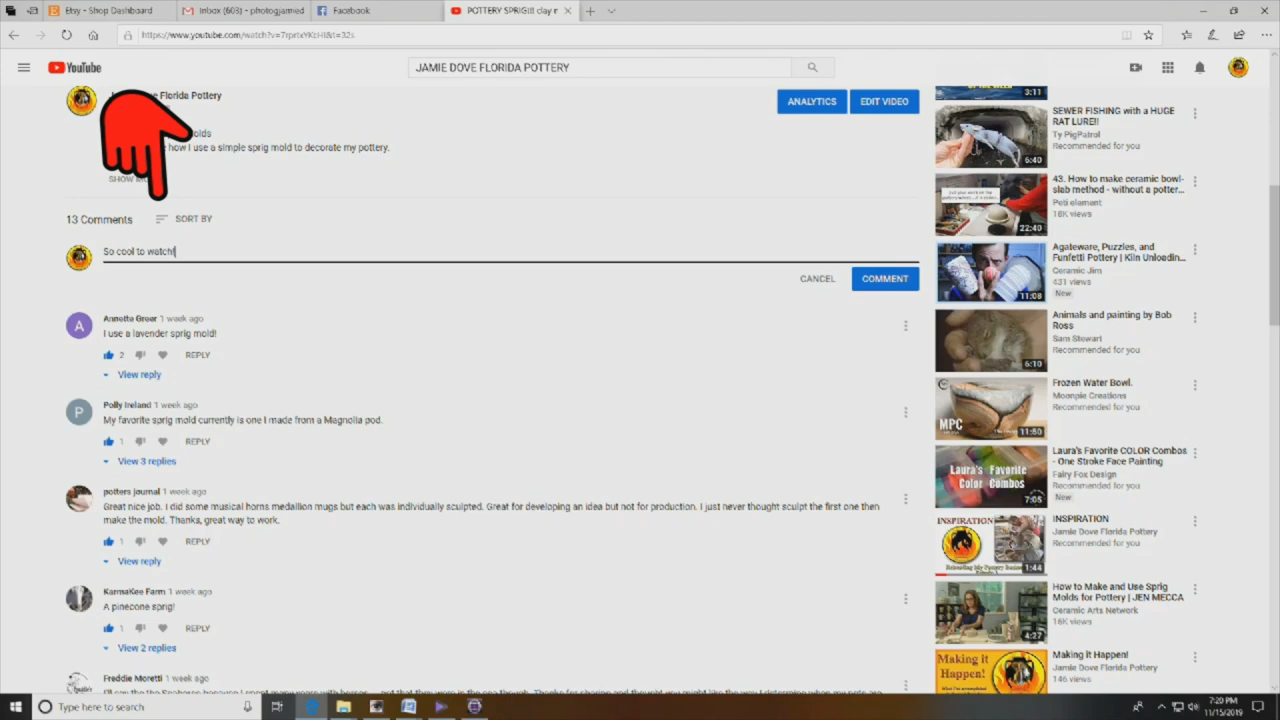 Etsy - Shop Dashboard
Inbox (603) - photogjamed
Facebook
POTTERY SPRIG!!! clay
https://www.youtube.com/watch?v=
YouTube
JAMIE DOVE FLORIDA POTTERY
Florida Pottery
ANALYTICS
EDIT VIDEO
how I use a simple sprig mold to decorate my pottery.
13 Comments
SORT BY
So cool to watch!
CANCEL
COMMENT
Annette Greer 1 week ago
I use a lavender sprig mold!
2
REPLY
View reply
Polly Ireland 1 week ago
My favorite sprig mold currently is one I made from a Magnolia pod.
1
REPLY
View 3 replies
potters journal 1 week ago
Great nice job. I did some musical horns medallion mugs but each was individually sculpted. Great for developing an idea but not for production. I just never thought sculpt the first one then
make the mold. Thanks, great way to work.
1
REPLY
View reply
KarmaKee Farm 1 week ago
A pinecone sprig!
1
REPLY
View 2 replies
Freddie Moretti 1 week ago
3:11
SEWER FISHING with a HUGE
RAT LURE!!
Ty PigPatrol
Recommended for you
6:40
43. How to make ceramic bowl-
slab method - without a potter...
Peti element
18K views
22:40
Agateware, Puzzles, and
Funfetti Pottery | Kiln Unloadin...
Ceramic Jim
431 views
New
11:08
Animals and painting by Bob
Ross
Sam Stewart
Recommended for you
6:10
Frozen Water Bowl.
Moonpie Creations
Recommended for you
MPC
11:50
Laura's Favorite COLOR Combos
- One Stroke Face Painting
Fairy Fox Design
Recommended for you
New
Laura's Favorite
Color Combos
7:05
INSPIRATION
Jamie Dove Florida Pottery
Recommended for you
INSPIRATION
1:44
How to Make and Use Sprig
Molds for Pottery | JEN MECCA
Ceramic Arts Network
16K views
4:27
Making it Happen!
Jamie Dove Florida Pottery
146 views
Making it
Happen!
Type here to search
7:20 PM
11/15/2019